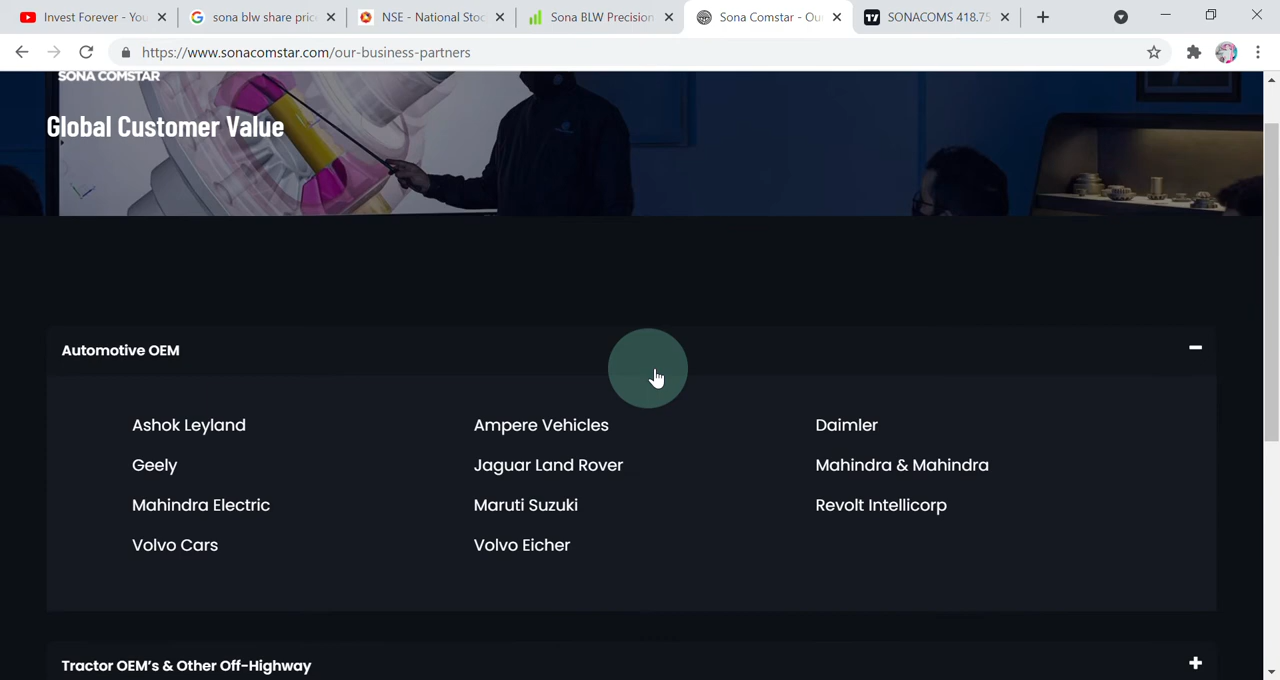 Invest Forever - You
sona blw share pric
NSE - National Stoc
Sona BLW Precision
Sona Comstar - Ou
SONACOMS 418.75
https://www.sonacomstar.com/our-business-partners
SONA COMSTAR
Global Customer Value
Automotive OEM
Ashok Leyland Ampere Vehicles Daimler
Geely Jaguar Land Rover Mahindra & Mahindra
Mahindra Electric Maruti Suzuki Revolt Intellicorp
Volvo Cars Volvo Eicher
Tractor OEM's & Other Off-Highway